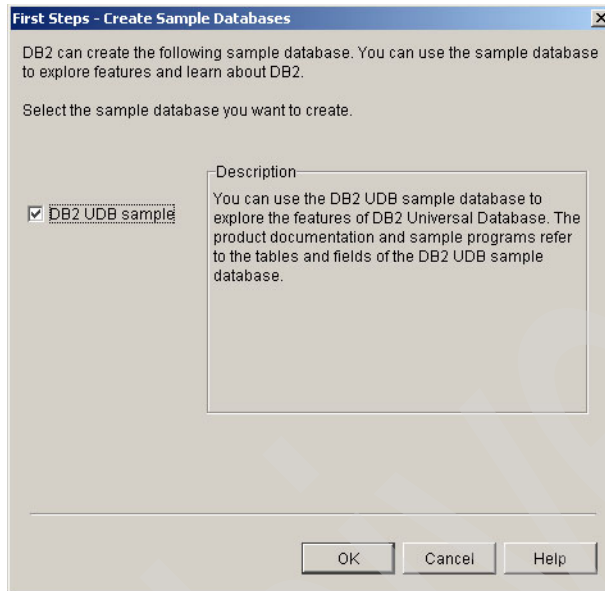 First Steps - Create Sample Databases
DB2 can create the following sample database. You can use the sample database
to explore features and learn about DB2.
Select the sample database you want to create.
DB2 UDB sample
Description
You can use the DB2 UDB sample database to
explore the features of DB2 Universal Database. The
product documentation and sample programs refer
to the tables and fields of the DB2 UDB sample
database.
OK
Cancel
Help